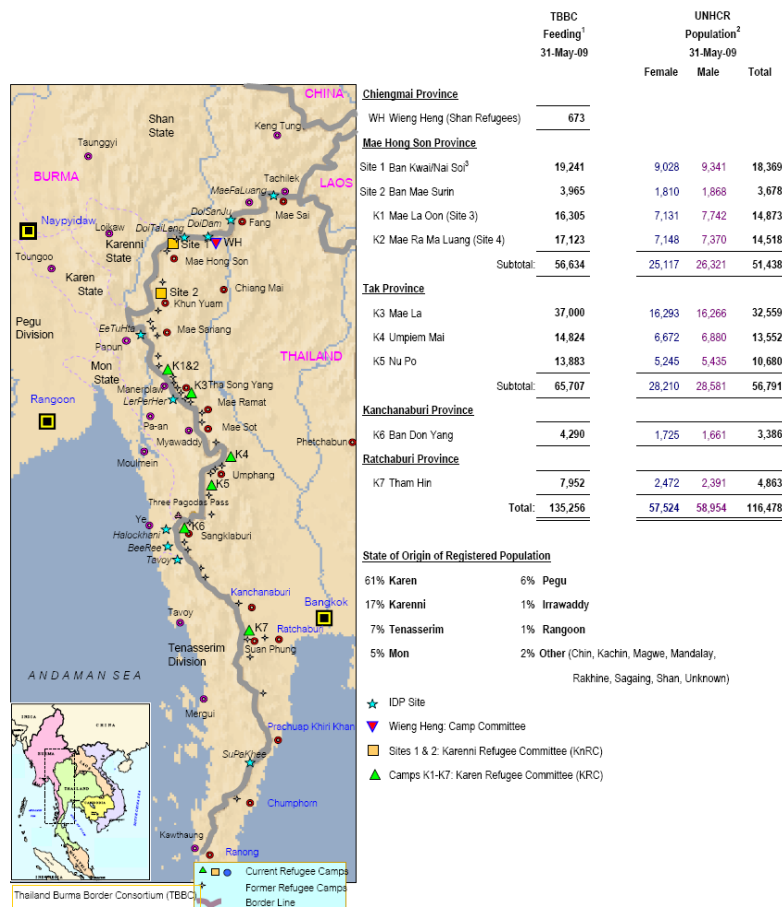 TBBC UNHCR
Feeding¹ Population²
31-May-09 31-May-09
Female Male Total
Chiengmai Province
WH Wieng Heng (Shan Refugees) 673
Mae Hong Son Province
Site 1 Ban Kwai/Nai Soi³ 19,241 9,028 9,341 18,369
Site 2 Ban Mae Surin 3,965 1,810 1,868 3,678
K1 Mae La Oon (Site 3) 16,305 7,131 7,742 14,873
K2 Mae Ra Ma Luang (Site 4) 17,123 7,148 7,370 14,518
Subtotal: 56,634 25,117 26,321 51,438
Tak Province
K3 Mae La 37,000 16,293 16,266 32,559
K4 Umpiem Mai 14,824 6,672 6,880 13,552
K5 Nu Po 13,883 5,245 5,435 10,680
Subtotal: 65,707 28,210 28,581 56,791
Kanchanaburi Province
K6 Ban Don Yang 4,290 1,725 1,661 3,386
Ratchaburi Province
K7 Tham Hin 7,952 2,472 2,391 4,863
Total: 135,256 57,524 58,954 116,478
State of Origin of Registered Population
61% Karen 6% Pegu
17% Karenni 1% Irrawaddy
7% Tenasserim 1% Rangoon
5% Mon 2% Other (Chin, Kachin, Magwe, Mandalay,
Rakhine, Sagaing, Shan, Unknown)
IDP Site
Wieng Heng: Camp Committee
Sites 1 & 2: Karenni Refugee Committee (KnRC)
Camps K1-K7: Karen Refugee Committee (KRC)
CHINA
Shan
State
Keng Tung
Taunggyi
BURMA
Tachilek
LAOS
MaeFaLuang
Mae Sai
DoiSanJu
Naypyidaw
Fang
DoiDam
Loikaw
DoiTaiLeng
Karenni
State
Site 1
WH
Toungoo
Mae Hong Son
Karen
State
Chiang Mai
Site 2
Khun Yuam
Pegu
Division
EeTuHta
Mae Sariang
Papun
THAILAND
Mon
State
K1&2
Manerplaw
K3
Tha Song Yang
LerPerHer
Rangoon
Mae Ramat
Pa-an
Mae Sot
Myawaddy
Phetchabun
Moulmein
K4
Umphang
K5
Three Pagodas Pass
Ye
K6
Halockhani
Sangklaburi
BeeRee
Tavoy
Kanchanaburi
Bangkok
Tavoy
K7
Ratchaburi
Suan Phung
Tenasserim
Division
ANDAMAN SEA
Mergui
Prachuap Khiri Khan
SuPaKhee
Chumphorn
Kawthaung
Ranong
INDIA
CHINA
BURMA
THAILAND
CAMBODIA
Current Refugee Camps
Former Refugee Camps
Border Line
Thailand Burma Border Consortium (TBBC)